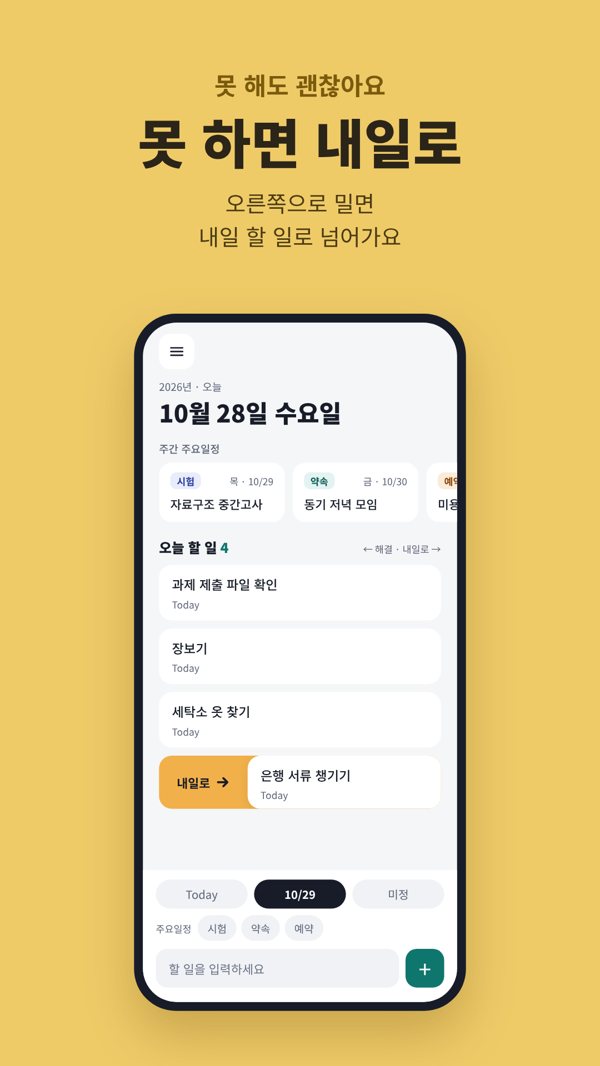 못 해도 괜찮아요
못 하면 내일로
오른쪽으로 밀면
내일 할 일로 넘어가요
2026년 · 오늘
10월 28일 수요일
주간 주요일정
시험 목 · 10/29
자료구조 중간고사
약속 금 · 10/30
동기 저녁 모임
예약
미용
오늘 할 일 4
← 해결 · 내일로 →
과제 제출 파일 확인
Today
장보기
Today
세탁소 옷 찾기
Today
내일로 →
은행 서류 챙기기
Today
Today 10/29 미정
주요일정 시험 약속 예약
할 일을 입력하세요 +